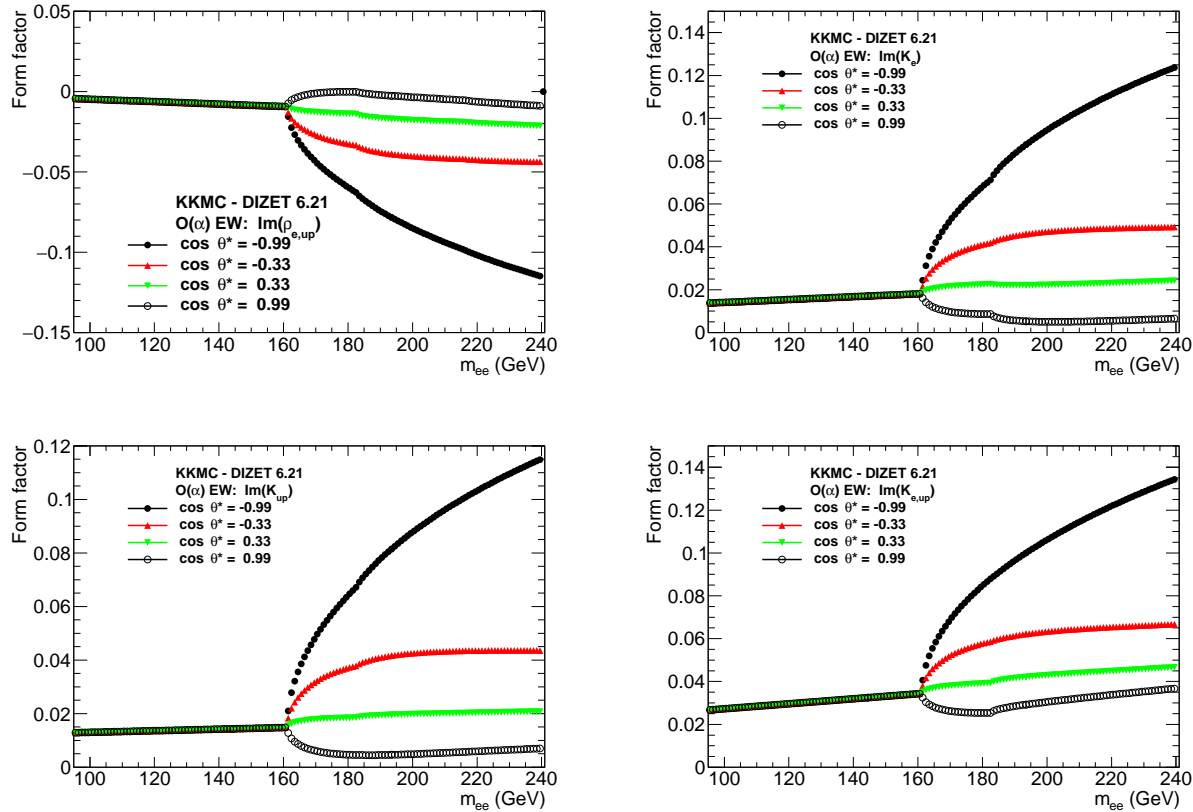 Form factor
0.05
0
−0.05
−0.1
−0.15
KKMC - DIZET 6.21
O(α) EW: Im(ρe,up)
cos θ* = -0.99
cos θ* = -0.33
cos θ* = 0.33
cos θ* = 0.99
100 120 140 160 180 200 220 240
mee (GeV)
Form factor
0.14
0.12
0.1
0.08
0.06
0.04
0.02
0
KKMC - DIZET 6.21
O(α) EW: Im(Ke)
cos θ* = -0.99
cos θ* = -0.33
cos θ* = 0.33
cos θ* = 0.99
100 120 140 160 180 200 220 240
mee (GeV)
Form factor
0.12
0.1
0.08
0.06
0.04
0.02
0
KKMC - DIZET 6.21
O(α) EW: Im(Kup)
cos θ* = -0.99
cos θ* = -0.33
cos θ* = 0.33
cos θ* = 0.99
100 120 140 160 180 200 220 240
mee (GeV)
Form factor
0.14
0.12
0.1
0.08
0.06
0.04
0.02
0
KKMC - DIZET 6.21
O(α) EW: Im(Ke,up)
cos θ* = -0.99
cos θ* = -0.33
cos θ* = 0.33
cos θ* = 0.99
100 120 140 160 180 200 220 240
mee (GeV)